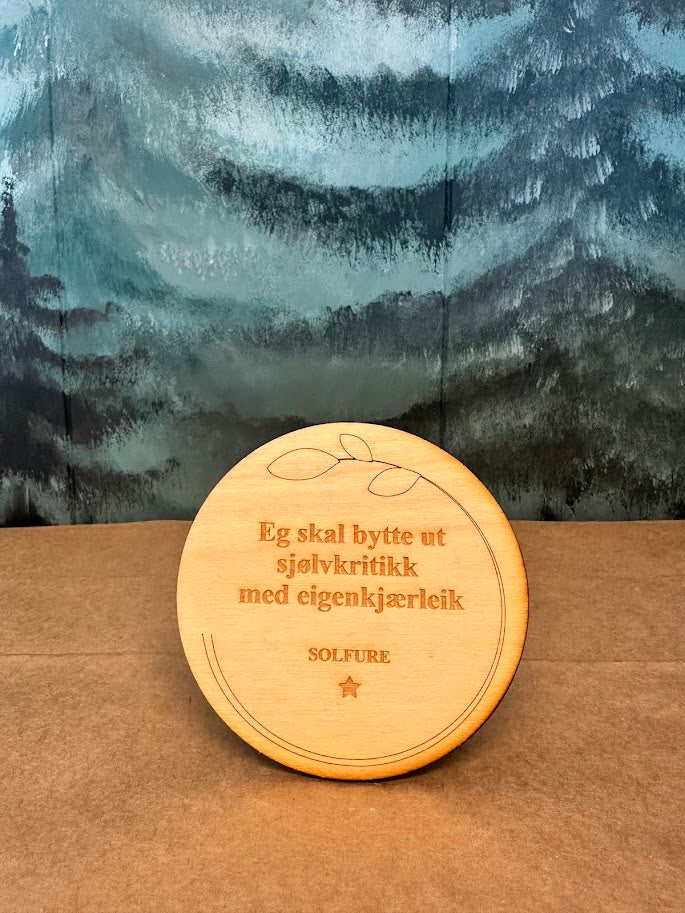 Eg skal bytte ut
sjølvkritikk
med eigenkjærleik
SOLFURE